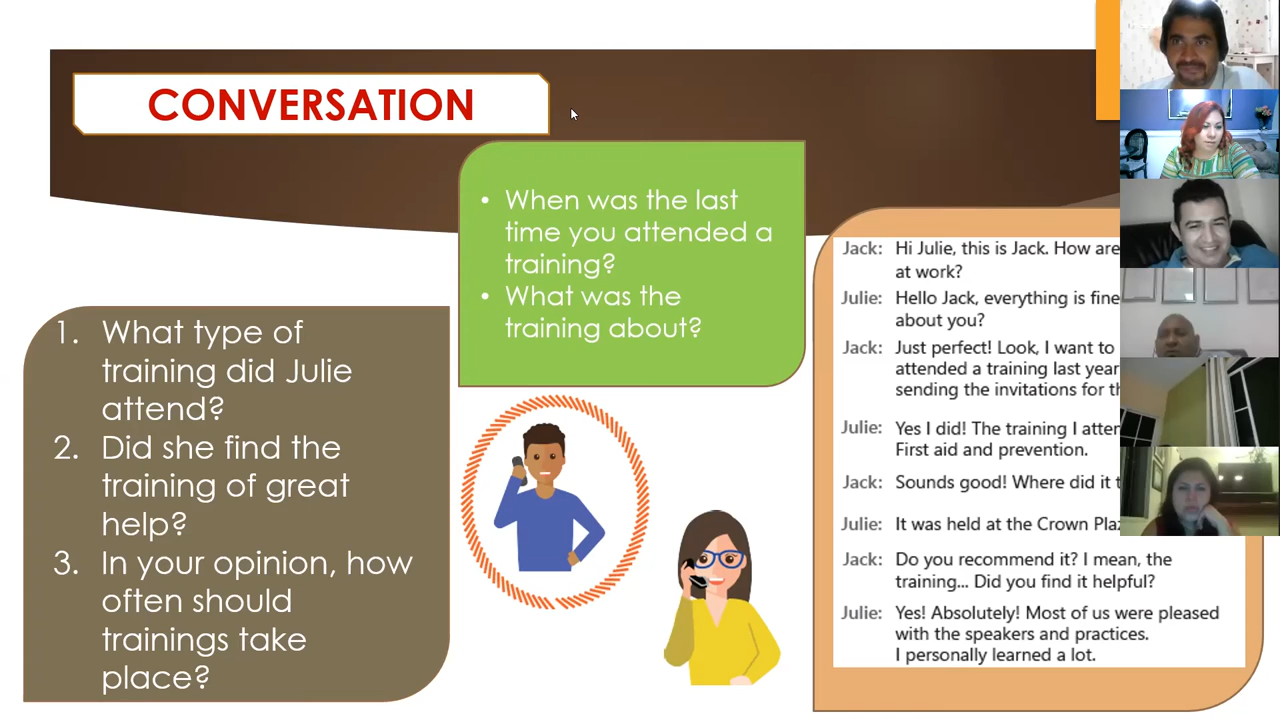 CONVERSATION
• When was the last
time you attended a
training?
• What was the
training about?
1. What type of
training did Julie
attend?
2. Did she find the
training of great
help?
3. In your opinion, how
often should
trainings take
place?
Jack: Hi Julie, this is Jack. How are
at work?
Julie: Hello Jack, everything is fine
about you?
Jack: Just perfect! Look, I want to
attended a training last year
sending the invitations for
Julie: Yes I did! The training I
First aid and prevention.
Jack: Sounds good! Where did it
Julie: It was held at the Crown
Jack: Do you recommend it? I mean, the
training... Did you find it helpful?
Julie: Yes! Absolutely! Most of us were pleased
with the speakers and practices.
I personally learned a lot.